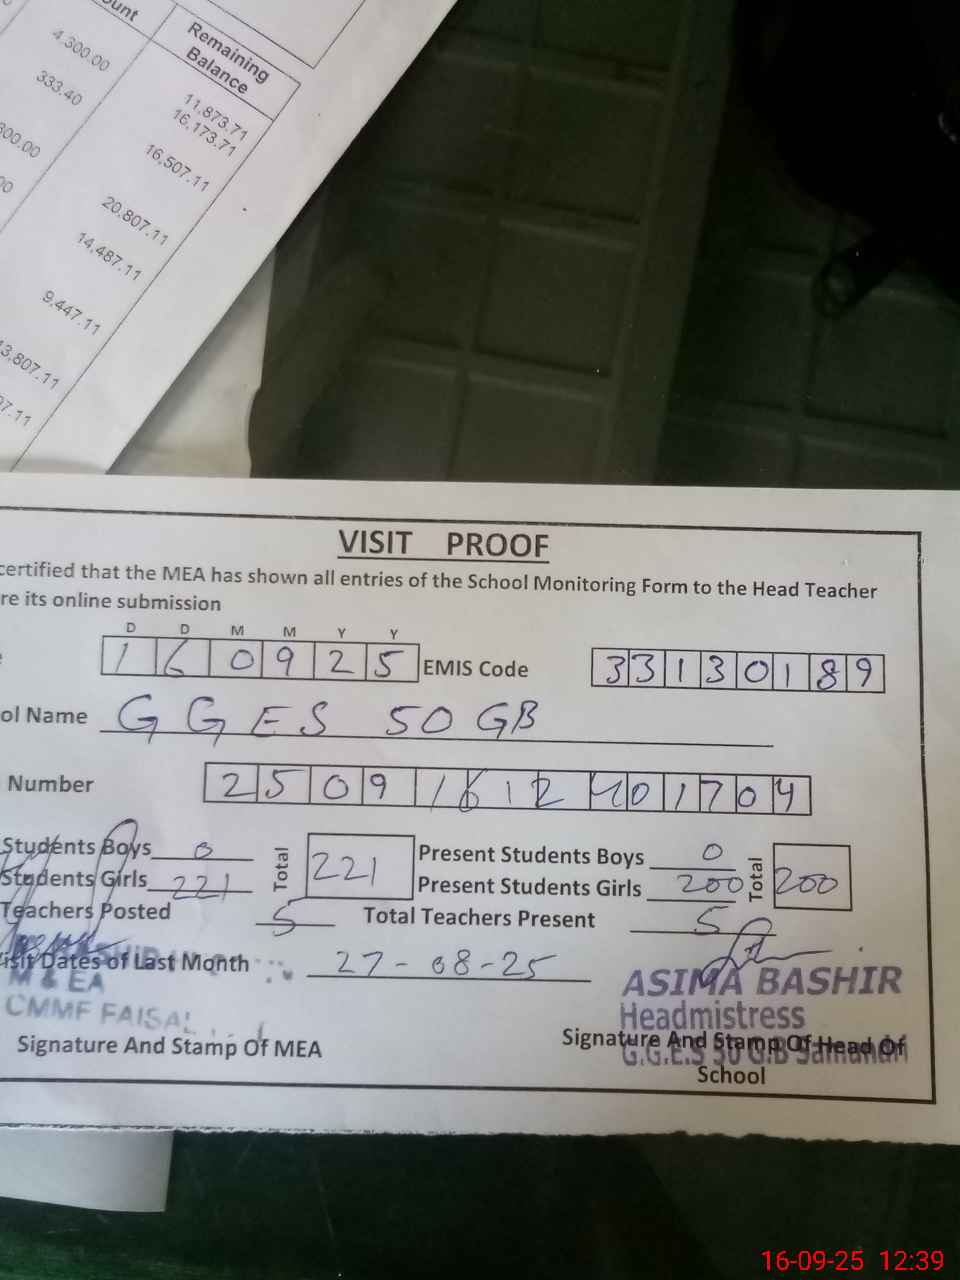 Remaining
Balance
4,300.00
11,873.71
333.40
16,173.71
16,507.11
20,807.11
14,487.11
9,447.11
VISIT PROOF
certified that the MEA has shown all entries of the School Monitoring Form to the Head Teacher
re its online submission
D D M M Y Y
1 6 0 9 2 5 EMIS Code 3 3 1 3 0 1 8 9
ol Name G G E S 50 GB
Number 2 5 0 9 1 6 1 2 4 0 1 7 0 4
Students Boys 0 Total 221 Present Students Boys 0 Total 200
Students Girls 221 Present Students Girls 200
Teachers Posted 5 Total Teachers Present 5
isit Dates of Last Month 27-08-25
M & EA
CMMF FAISAL
ASIMA BASHIR
Headmistress
G.G.E.S 50 G.B Samundri
Signature And Stamp Of MEA
Signature And Stamp Of Head Of
School
16-09-25 12:39